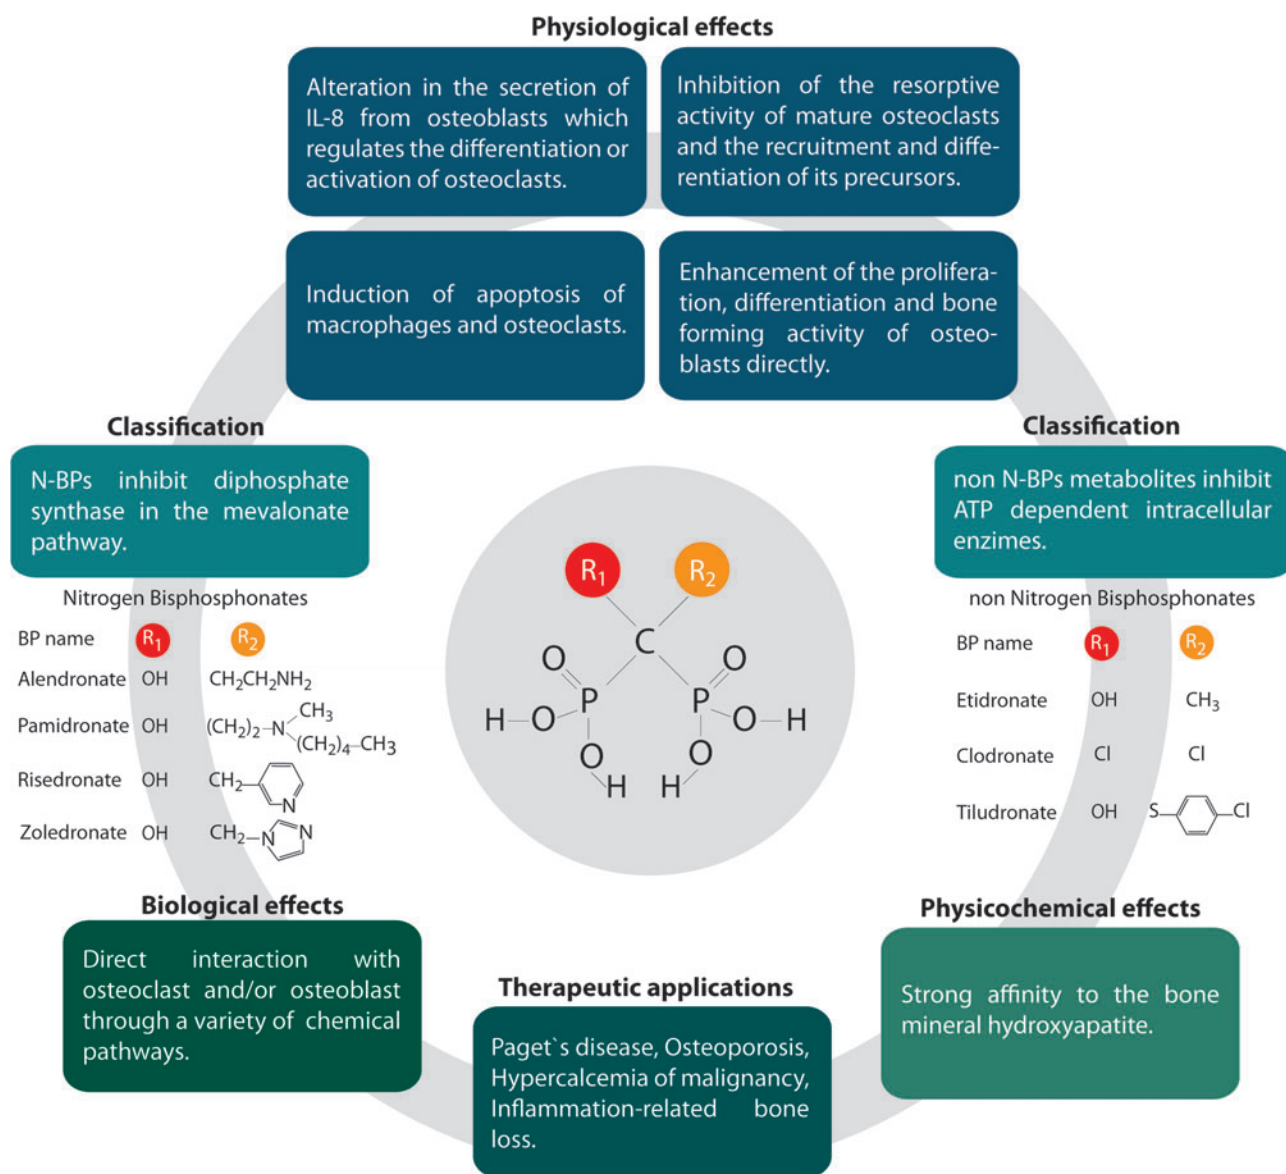 Physiological effects
Alteration in the secretion of
IL-8 from osteoblasts which
regulates the differentiation or
activation of osteoclasts.
Inhibition of the resorptive
activity of mature osteoclasts
and the recruitment and diffe-
rentiation of its precursors.
Induction of apoptosis of
macrophages and osteoclasts.
Enhancement of the prolifera-
tion, differentiation and bone
forming activity of osteo-
blasts directly.
Classification
N-BPs inhibit diphosphate
synthase in the mevalonate
pathway.
Nitrogen Bisphosphonates
BP name R1 R2
Alendronate OH CH2CH2NH2
Pamidronate OH (CH2)2–N CH3 (CH2)4–CH3
Risedronate OH CH2 N
Zoledronate OH CH2–N N
R1 R2
C
O O
P P
H–O O–H
O O
H H
Classification
non N-BPs metabolites inhibit
ATP dependent intracellular
enzimes.
non Nitrogen Bisphosphonates
BP name R1 R2
Etidronate OH CH3
Clodronate Cl Cl
Tiludronate OH S Cl
Biological effects
Direct interaction with
osteoclast and/or osteoblast
through a variety of chemical
pathways.
Therapeutic applications
Paget`s disease, Osteoporosis,
Hypercalcemia of malignancy,
Inflammation-related bone
loss.
Physicochemical effects
Strong affinity to the bone
mineral hydroxyapatite.